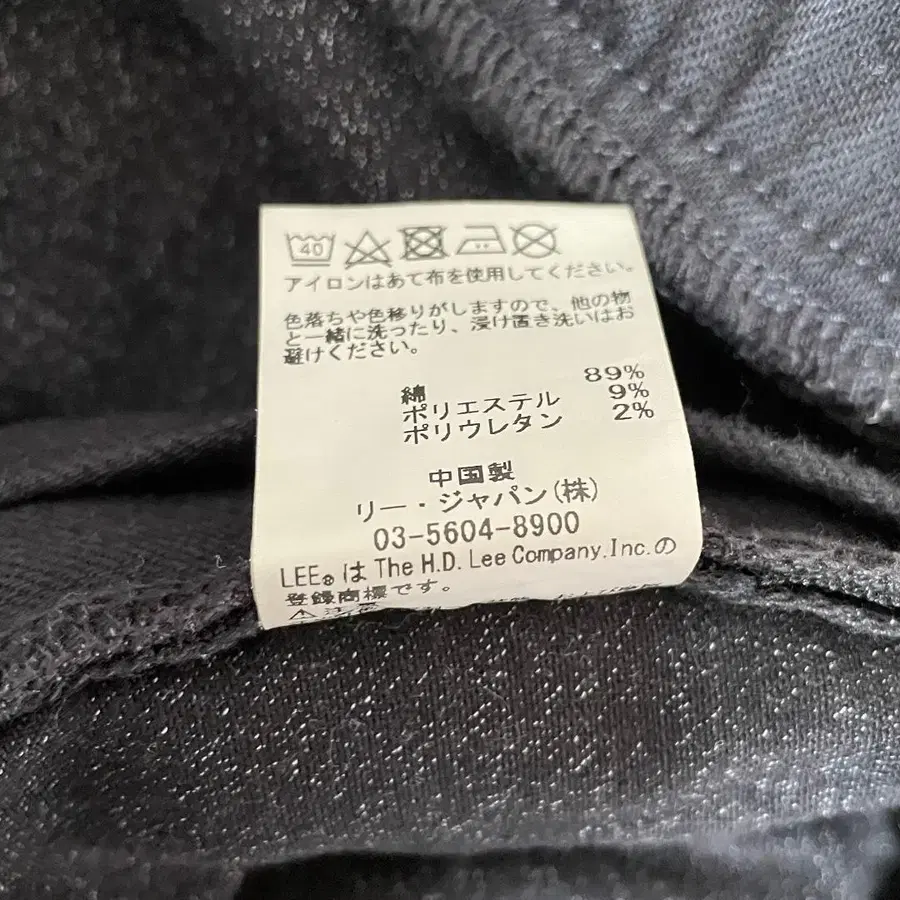 40
アイロンはあて布を使用してください。
色落ちや色移りがしますので、他の物
と一緒に洗ったり、浸け置き洗いはお
避けください。
綿 89%
ポリエステル 9%
ポリウレタン 2%
中国製
リー・ジャパン(株)
03-5604-8900
LEE®は The H.D. Lee Company.Inc.の
登録商標です。